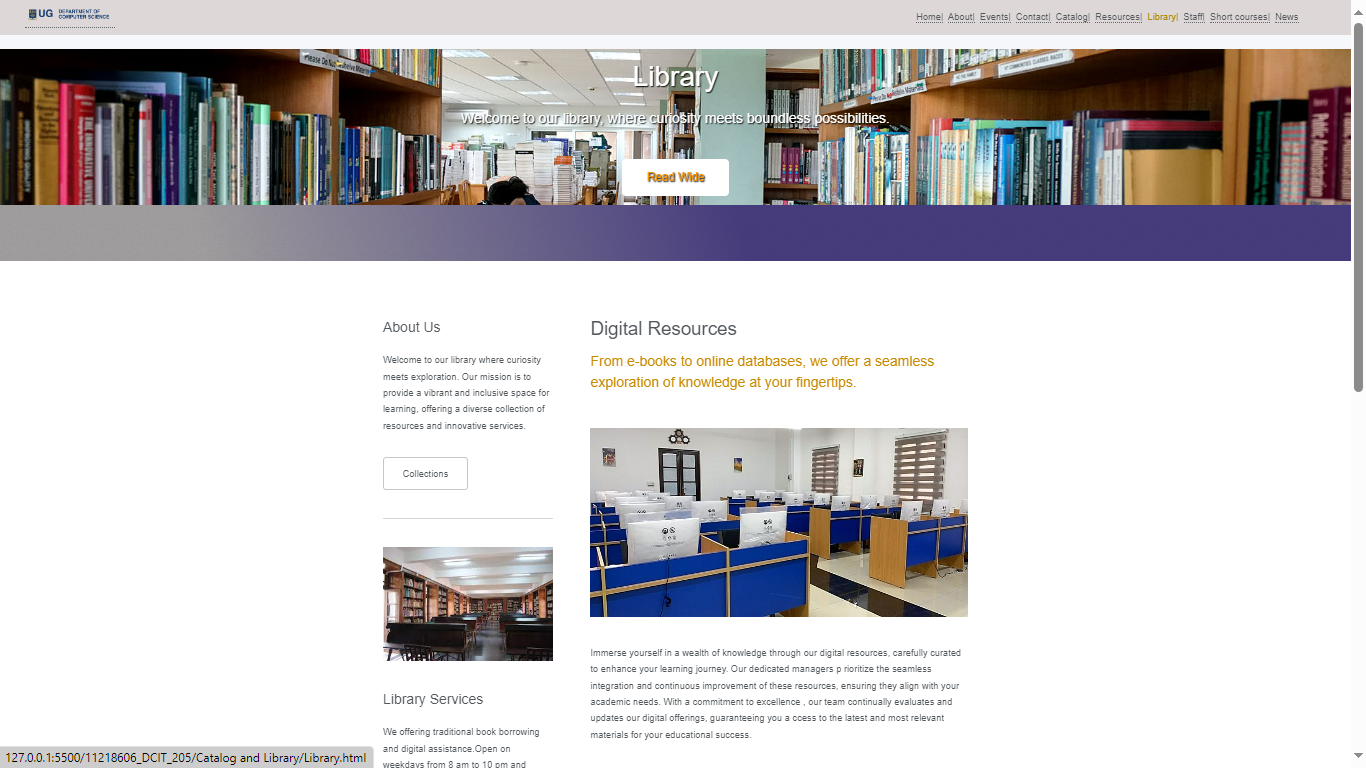 UG DEPARTMENT OF
COMPUTER SCIENCE
Home| About| Events| Contact| Catalog| Resources| Library| Staff| Short courses| News
Library
Welcome to our library, where curiosity meets boundless possibilities.
Read Wide
About Us
Welcome to our library where curiosity
meets exploration. Our mission is to
provide a vibrant and inclusive space for
learning, offering a diverse collection of
resources and innovative services.
Collections
Library Services
We offering traditional book borrowing
and digital assistance.Open on
weekdays from 8 am to 10 pm and
Digital Resources
From e-books to online databases, we offer a seamless
exploration of knowledge at your fingertips.
Immerse yourself in a wealth of knowledge through our digital resources, carefully curated
to enhance your learning journey. Our dedicated managers p rioritize the seamless
integration and continuous improvement of these resources, ensuring they align with your
academic needs. With a commitment to excellence , our team continually evaluates and
updates our digital offerings, guaranteeing you a ccess to the latest and most relevant
materials for your educational success.
127.0.0.1:5500/11218606_DCIT_205/Catalog and Library/Library.html